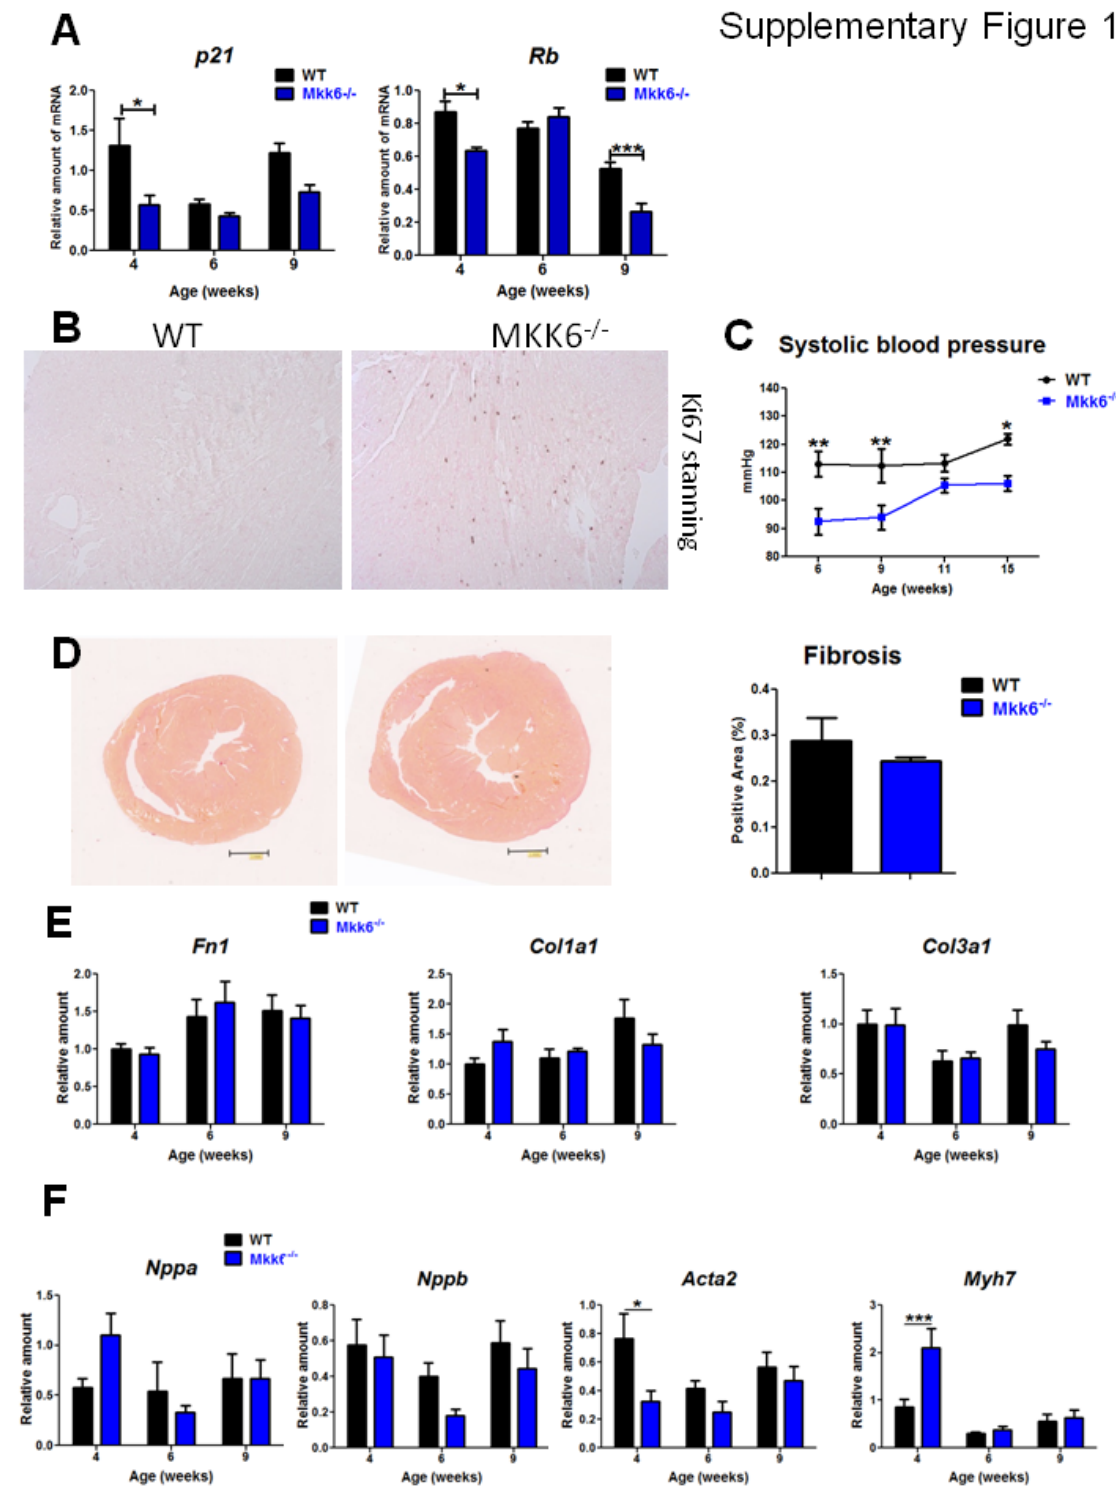 Supplementary Figure 1
A
p21
WT
Mkk6-/-
Relative amount of mRNA
2.0
1.5
1.0
0.5
0.0
*
4
6
9
Age (weeks)
Rb
WT
Mkk6-/-
Relative amount of mRNA
1.0
0.8
0.6
0.4
0.2
0.0
*
***
4
6
9
Age (weeks)
B
WT
MKK6-/-
Ki67 stanning
C
Systolic blood pressure
WT
Mkk6-/
mmHg
140
130
120
110
100
90
80
**
**
*
6
9
11
15
Age (weeks)
D
Fibrosis
WT
Mkk6-/-
Positive Area (%)
0.4
0.3
0.2
0.1
0.0
E
WT
Mkk6-/-
Fn1
Relative amount
2.0
1.5
1.0
0.5
0.0
4
6
9
Age (weeks)
Col1a1
Relative amount
2.5
2.0
1.5
1.0
0.5
0.0
4
6
9
Age (weeks)
Col3a1
Relative amount
1.5
1.0
0.5
0.0
4
6
9
Age (weeks)
F
WT
Nppa
Relative amount
1.5
1.0
0.5
0.0
4
6
9
Age (weeks)
Nppb
Relative amount
0.8
0.6
0.4
0.2
0.0
4
6
9
Age (weeks)
Acta2
Relative amount
1.0
0.8
0.6
0.4
0.2
0.0
*
4
6
9
Age (weeks)
Myh7
Relative amount
3
2
1
0
***
4
6
9
Age (weeks)